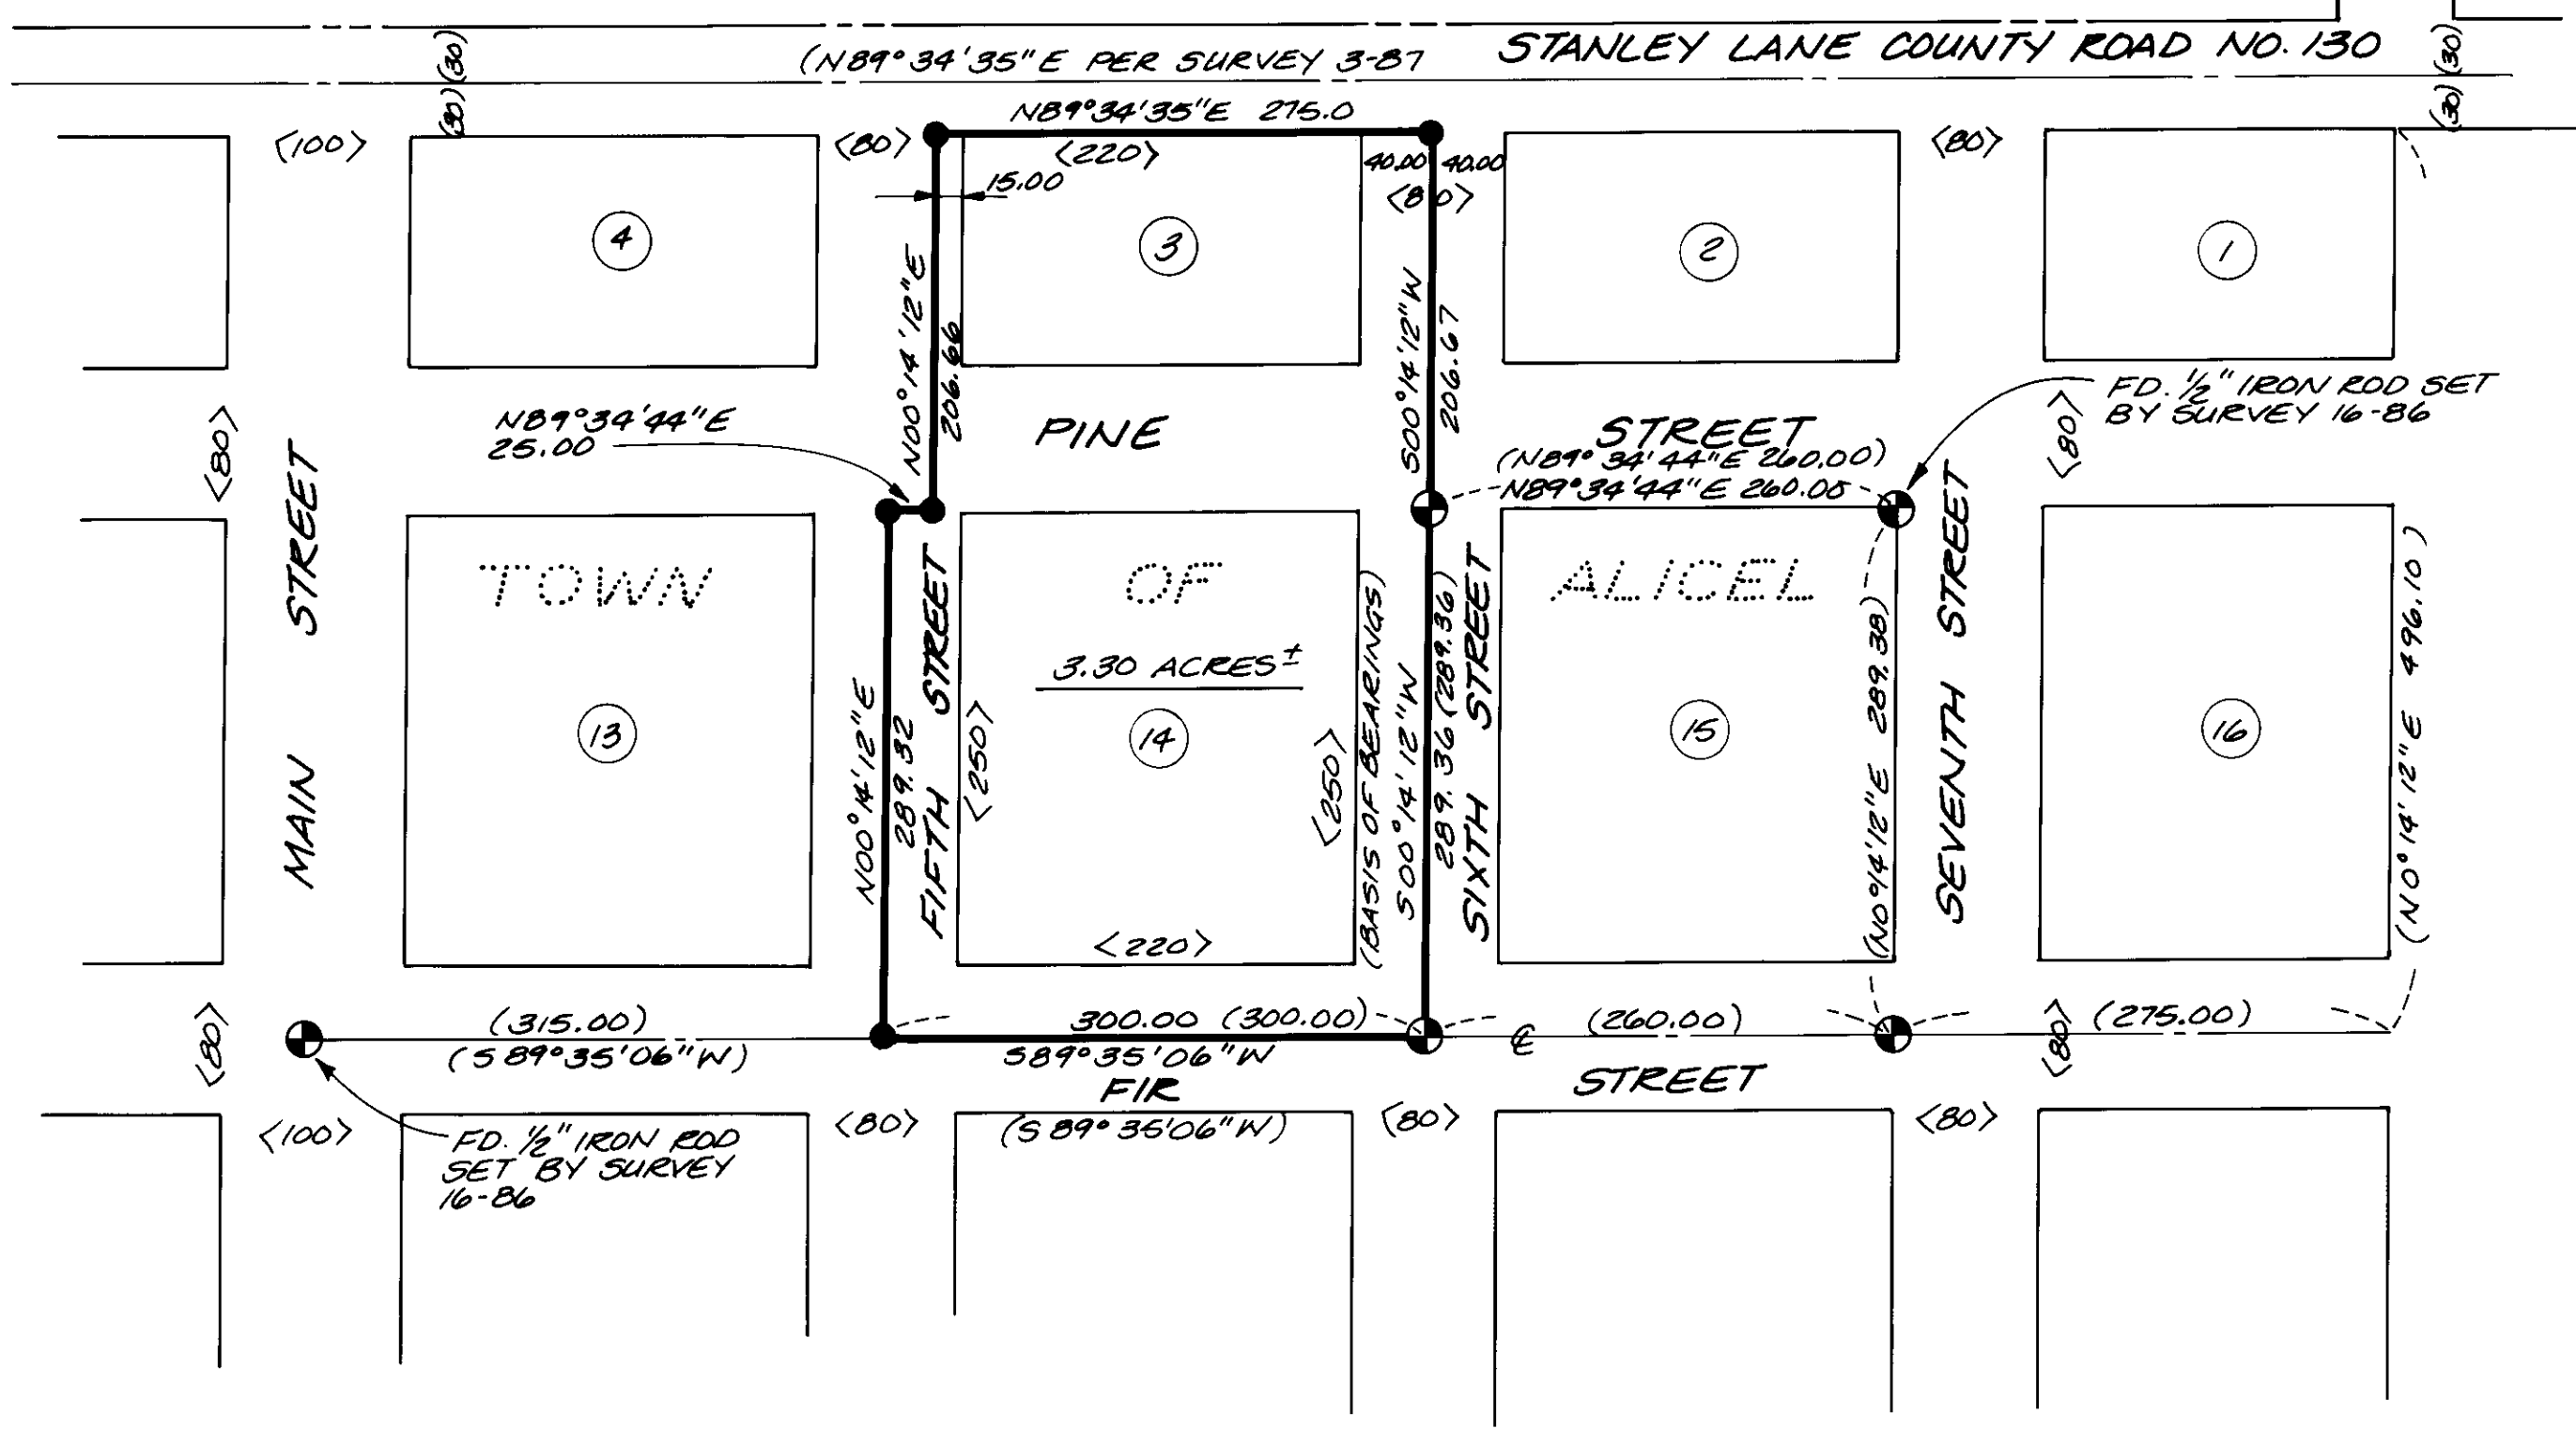 (N89°34'35"E PER SURVEY 3-87
STANLEY LANE COUNTY ROAD NO. 130
(30)
(30)
(30)
(30)
N89°34'35"E 275.0
<100>
<80>
<220>
40.00
40.00
<80>
<80>
15.00
4
3
2
1
N00°14'12"E
206.66
S00°14'12"W
206.67
FD. 1/2" IRON ROD SET
BY SURVEY 16-86
<80>
N89°34'44"E
25.00
PINE
STREET
<80>
(N89°34'44"E 260.00)
N89°34'44"E 260.05
MAIN STREET
TOWN
OF
ALICEL
3.30 ACRES±
13
14
15
16
N00°14'12"E
289.32
FIFTH STREET
<250>
<250>
(BASIS OF BEARINGS)
S00°14'12"W
289.36 (289.36)
SIXTH STREET
(N0°14'12"E 289.38)
SEVENTH STREET
(N0°14'12"E 496.10)
<220>
<80>
(315.00)
300.00 (300.00)
(260.00)
<80>
(275.00)
(S89°35'06"W)
S89°35'06"W
℄
FIR
STREET
<100>
<80>
(S89°35'06"W)
<80>
<80>
FD. 1/2" IRON ROD
SET BY SURVEY
16-86